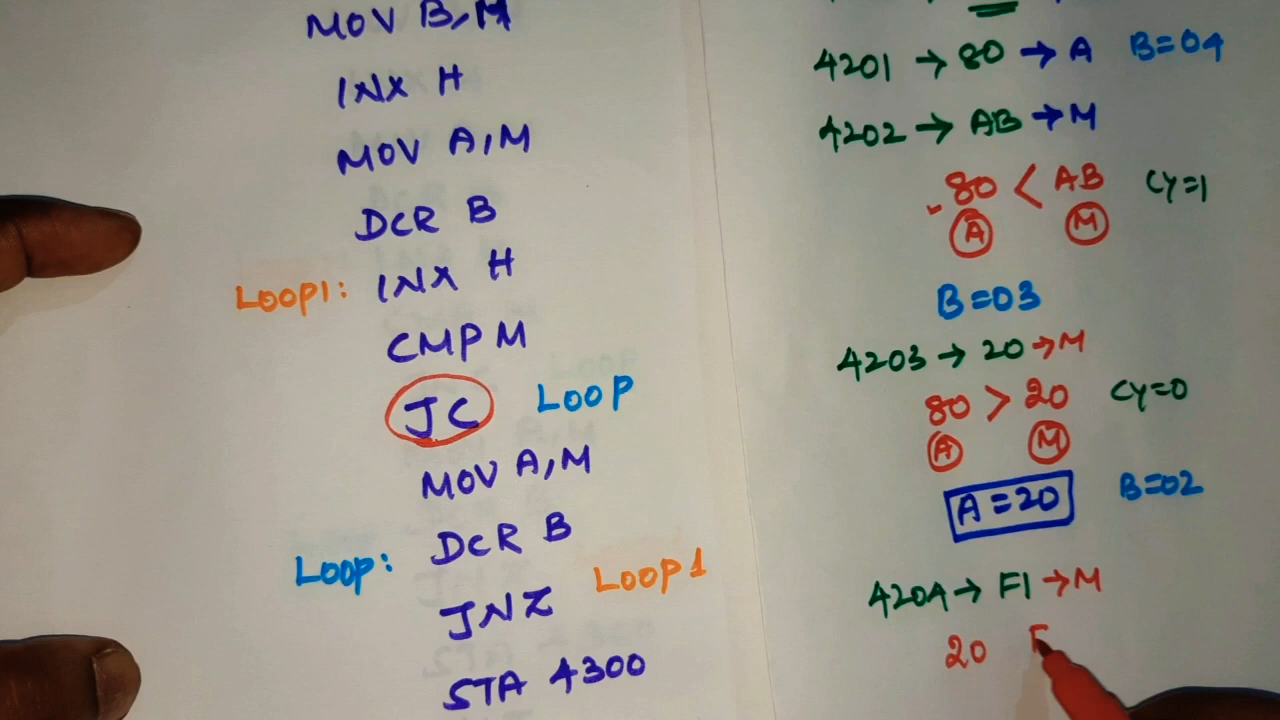 MOV B,M
INX H
MOV A,M
DCR B
LOOP1: INX H
CMP M
JC LOOP
MOV A,M
Loop: DCR B
JNZ LOOP1
STA 4300
4201 → 80 → A B=04
4202 → AB → M
80 < AB CY=1
A M
B=03
4203 → 20 → M
80 > 20 CY=0
A M
A=20 B=02
4204 → F1 → M
20